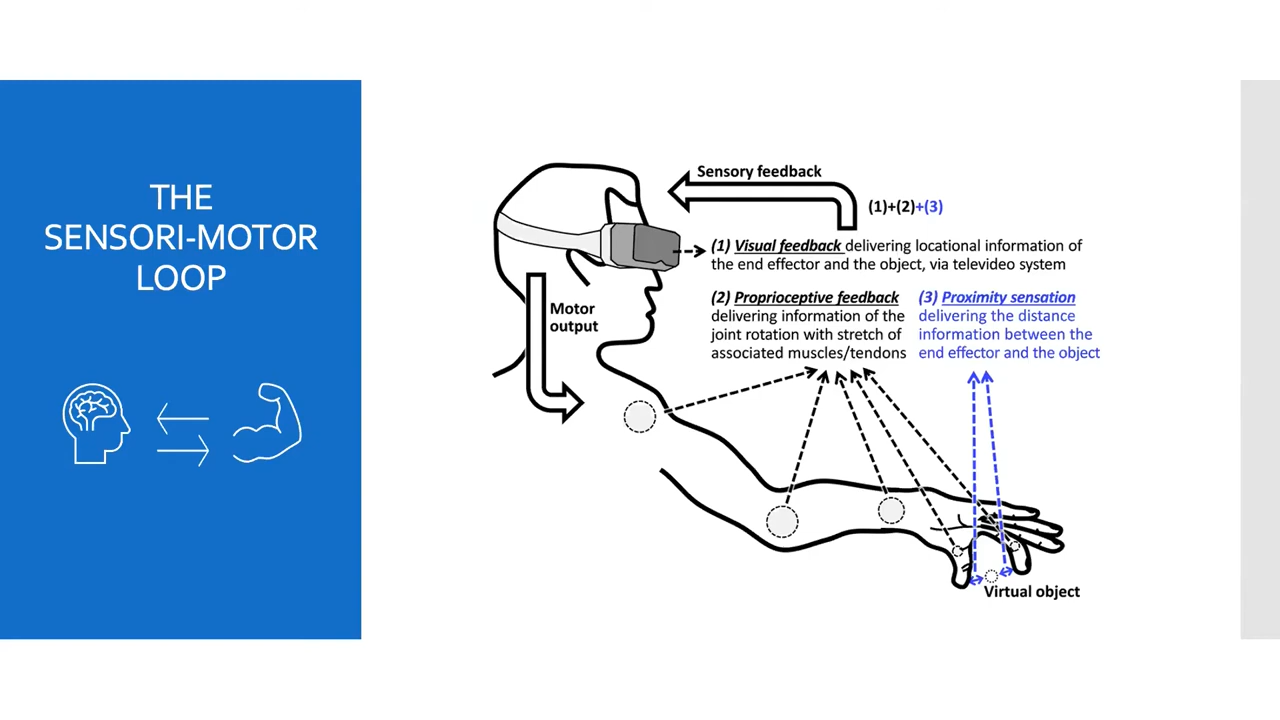 THE
SENSORI-MOTOR
LOOP
Sensory feedback
(1)+(2)+(3)
(1) Visual feedback delivering locational information of
the end effector and the object, via televideo system
Motor
output
(2) Proprioceptive feedback
delivering information of the
joint rotation with stretch of
associated muscles/tendons
(3) Proximity sensation
delivering the distance
information between the
end effector and the object
Virtual object